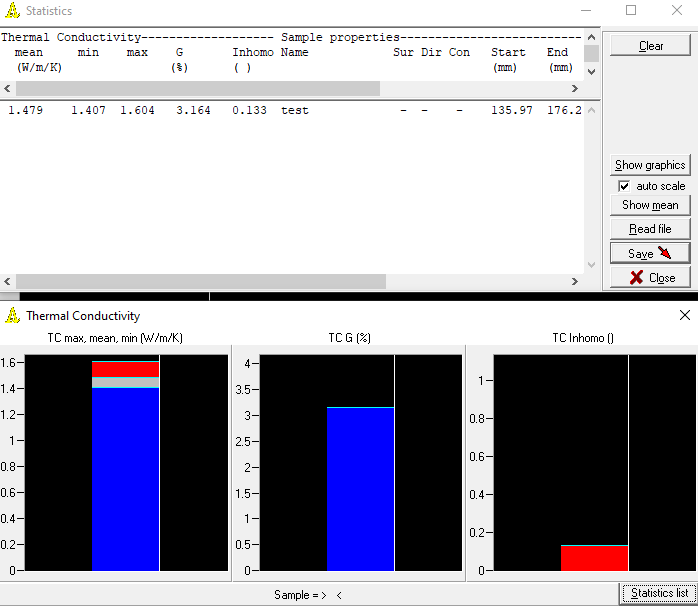 Statistics
Thermal Conductivity------------------- Sample properties--------------------------
mean min max G Inhomo Name Sur Dir Con Start End
(W/m/K) (%) ( ) (mm) (mm)
1.479 1.407 1.604 3.164 0.133 test - - - 135.97 176.2
Clear
Show graphics
auto scale
Show mean
Read file
Save
Close
Thermal Conductivity
TC max, mean, min (W/m/K)
1.6
1.4
1.2
1
0.8
0.6
0.4
0.2
0
TC G (%)
4
3.5
3
2.5
2
1.5
1
0.5
0
TC Inhomo ()
1
0.8
0.6
0.4
0.2
0
Sample = > <
Statistics list